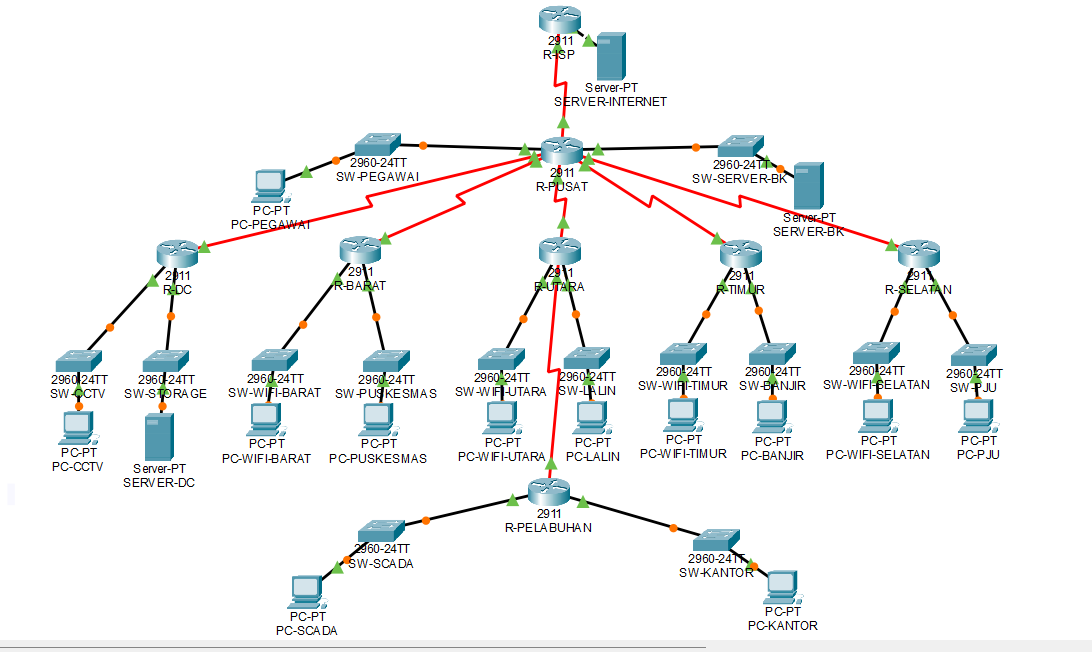 2911
R-ISP
Server-PT
SERVER-INTERNET
2960-24TT
SW-PEGAWAI
2911
R-PUSAT
2960-24TT
SW-SERVER-BK
PC-PT
PC-PEGAWAI
Server-PT
SERVER-BK
2911
R-DC
2911
R-BARAT
2911
R-UTARA
2911
R-TIMUR
2911
R-SELATAN
2960-24TT
SW-CCTV
2960-24TT
SW-STORAGE
2960-24TT
SW-WIFI-BARAT
2960-24TT
SW-PUSKESMAS
2960-24TT
SW-WIFI-UTARA
2960-24TT
SW-LALIN
2960-24TT
SW-WIFI-TIMUR
2960-24TT
SW-BANJIR
2960-24TT
SW-WIFI-SELATAN
2960-24TT
SW-PJU
PC-PT
PC-CCTV
Server-PT
SERVER-DC
PC-PT
PC-WIFI-BARAT
PC-PT
PC-PUSKESMAS
PC-PT
PC-WIFI-UTARA
PC-PT
PC-LALIN
PC-PT
PC-WIFI-TIMUR
PC-PT
PC-BANJIR
PC-PT
PC-WIFI-SELATAN
PC-PT
PC-PJU
2911
R-PELABUHAN
2960-24TT
SW-SCADA
2960-24TT
SW-KANTOR
PC-PT
PC-SCADA
PC-PT
PC-KANTOR